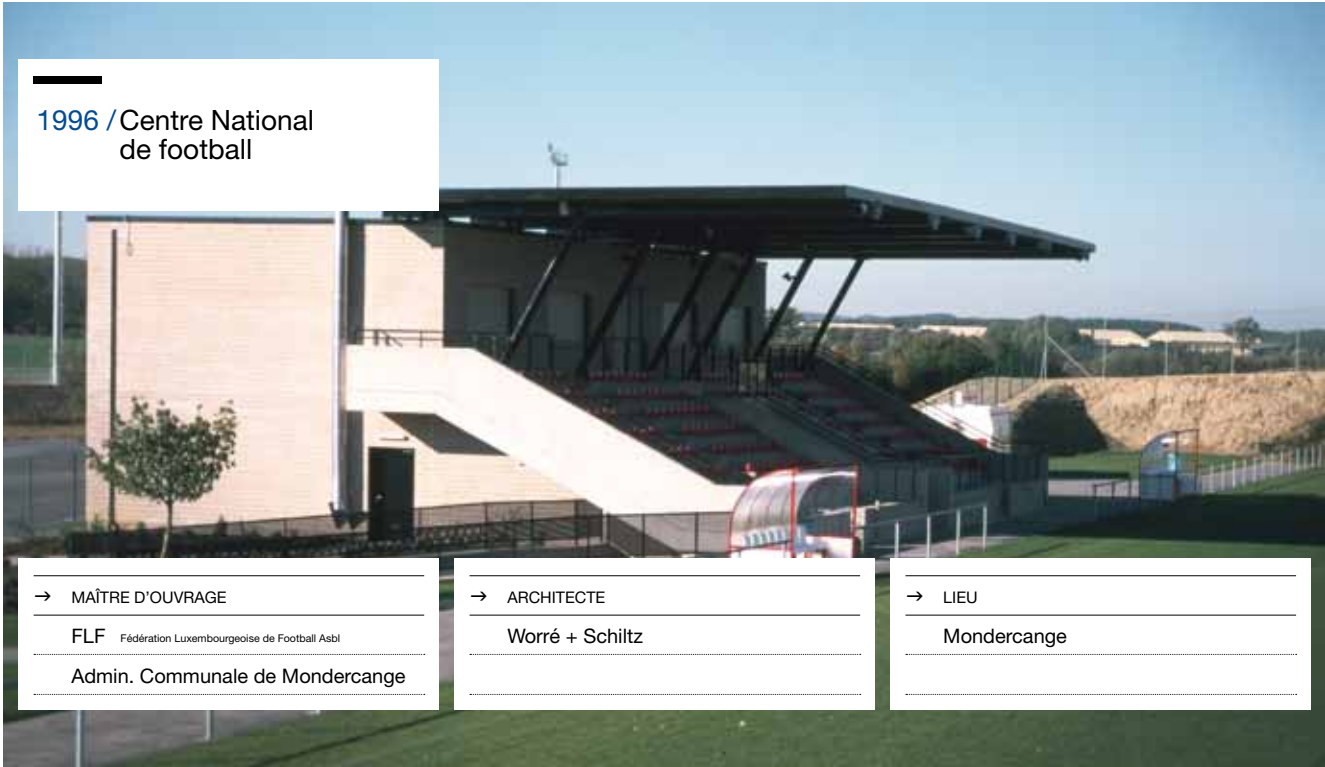 1996 / Centre National
de football
→ MAÎTRE D'OUVRAGE
FLF Fédération Luxembourgeoise de Football Asbl
Admin. Communale de Mondercange
→ ARCHITECTE
Worré + Schiltz
→ LIEU
Mondercange